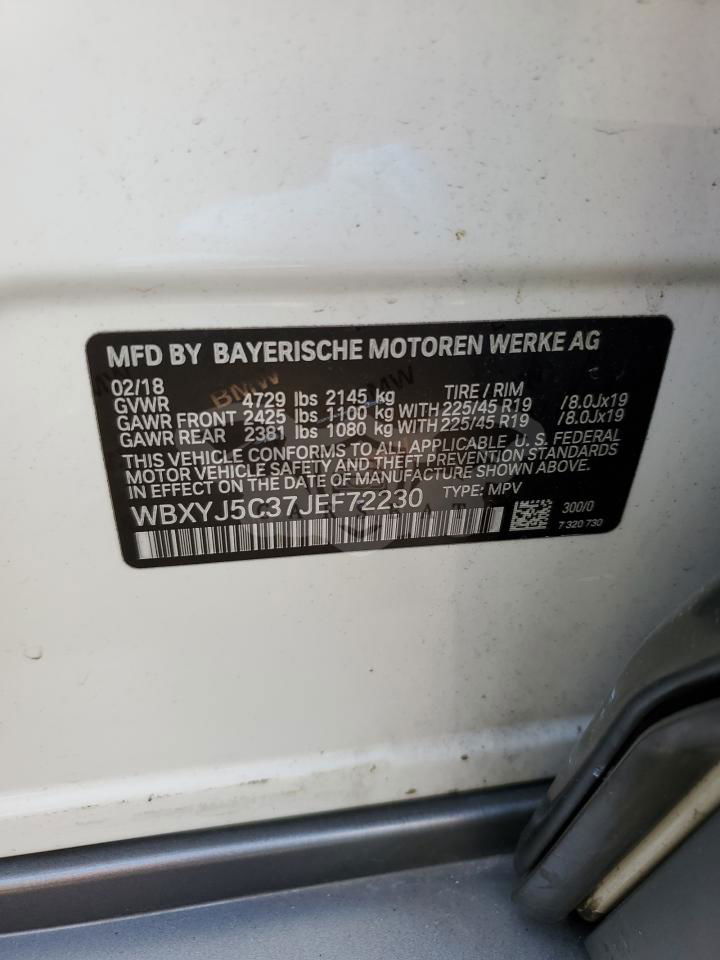 MFD BY BAYERISCHE MOTOREN WERKE AG
02/18
GVWR 4729 lbs 2145 kg TIRE / RIM
GAWR FRONT 2425 lbs 1100 kg WITH 225/45 R19 /8.0Jx19
GAWR REAR 2381 lbs 1080 kg WITH 225/45 R19 /8.0Jx19
THIS VEHICLE CONFORMS TO ALL APPLICABLE U. S. FEDERAL
MOTOR VEHICLE SAFETY AND THEFT PREVENTION STANDARDS
IN EFFECT ON THE DATE OF MANUFACTURE SHOWN ABOVE.
WBXYJ5C37JEF72230 TYPE: MPV
300/0
7 320 730
BMW